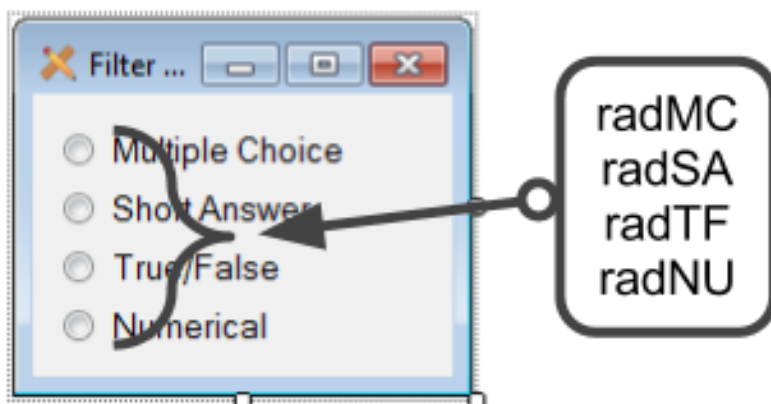 Filter ...
Multiple Choice
Short Answer
True/False
Numerical
radMC
radSA
radTF
radNU